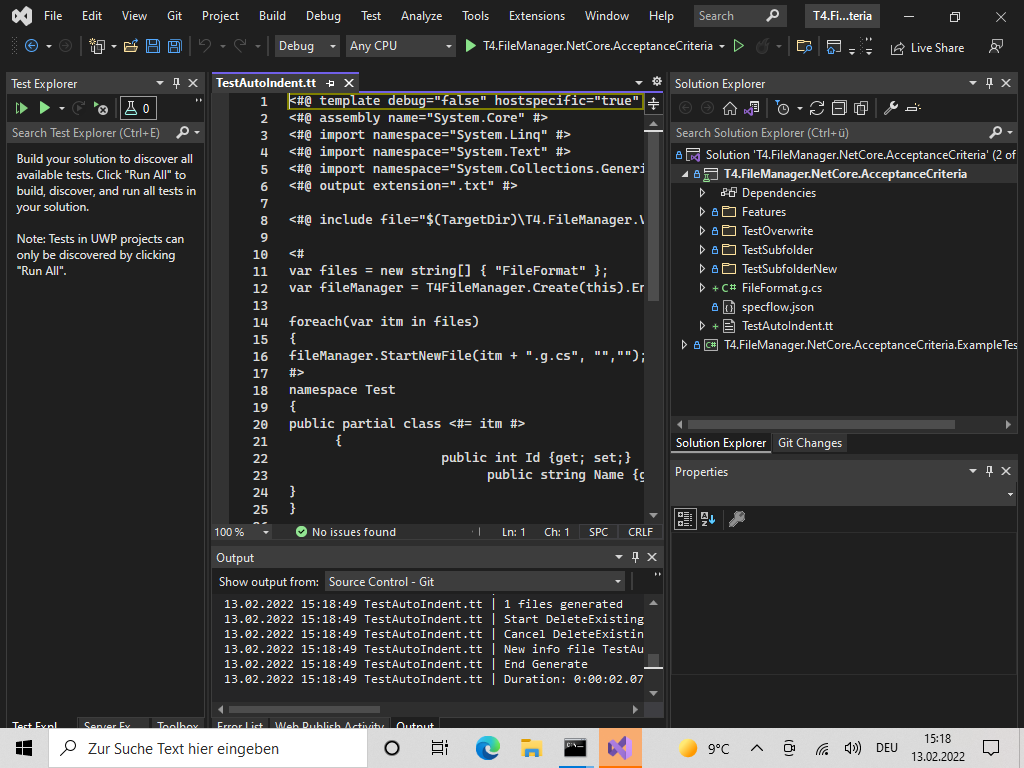 File Edit View Git Project Build Debug Test Analyze Tools Extensions Window Help Search T4.Fi...teria
Debug Any CPU T4.FileManager.NetCore.AcceptanceCriteria Live Share
Test Explorer
0
Search Test Explorer (Ctrl+E)
Build your solution to discover all
available tests. Click "Run All" to
build, discover, and run all tests in
your solution.
Note: Tests in UWP projects can
only be discovered by clicking
"Run All".
TestAutoIndent.tt
1 <#@ template debug="false" hostspecific="true"
2 <#@ assembly name="System.Core" #>
3 <#@ import namespace="System.Linq" #>
4 <#@ import namespace="System.Text" #>
5 <#@ import namespace="System.Collections.Generi
6 <#@ output extension=".txt" #>
7
8 <#@ include file="$(TargetDir)\T4.FileManager.V
9
10 <#
11 var files = new string[] { "FileFormat" };
12 var fileManager = T4FileManager.Create(this).En
13
14 foreach(var itm in files)
15 {
16 fileManager.StartNewFile(itm + ".g.cs", "","");
17 #>
18 namespace Test
19 {
20 public partial class <#= itm #>
21 {
22 public int Id {get; set;}
23 public string Name {g
24 }
25 }
100 % No issues found Ln: 1 Ch: 1 SPC CRLF
Output
Show output from: Source Control - Git
13.02.2022 15:18:49 TestAutoIndent.tt | 1 files generated
13.02.2022 15:18:49 TestAutoIndent.tt | Start DeleteExisting
13.02.2022 15:18:49 TestAutoIndent.tt | Cancel DeleteExistin
13.02.2022 15:18:49 TestAutoIndent.tt | New info file TestAu
13.02.2022 15:18:49 TestAutoIndent.tt | End Generate
13.02.2022 15:18:49 TestAutoIndent.tt | Duration: 0:00:02.07
Solution Explorer
Search Solution Explorer (Ctrl+ü)
Solution 'T4.FileManager.NetCore.AcceptanceCriteria' (2 of
T4.FileManager.NetCore.AcceptanceCriteria
Dependencies
Features
TestOverwrite
TestSubfolder
TestSubfolderNew
C# FileFormat.g.cs
specflow.json
TestAutoIndent.tt
C# T4.FileManager.NetCore.AcceptanceCriteria.ExampleTes
Solution Explorer Git Changes
Properties
Test Expl... Server Ex... Toolbox Error List Web Publish Activity Output
Zur Suche Text hier eingeben 9°C DEU 15:18
13.02.2022